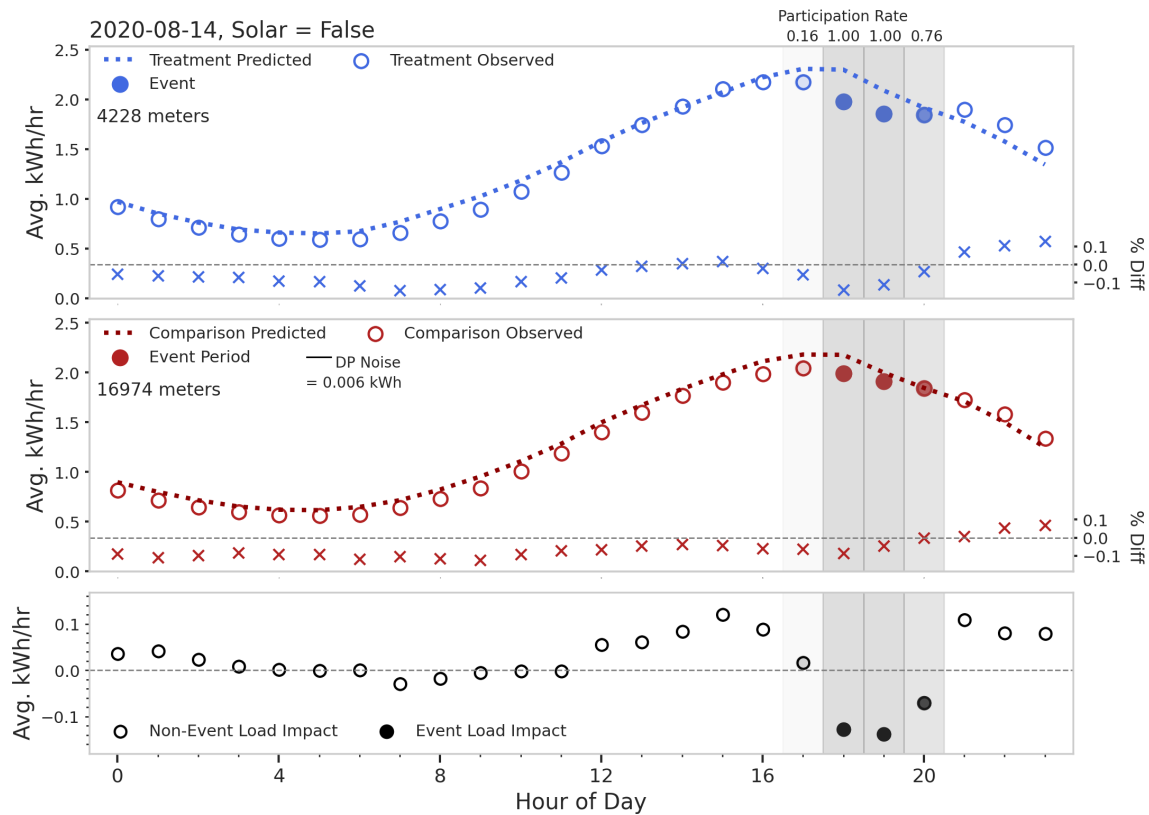 Participation Rate
2020-08-14, Solar = False
0.16 1.00 1.00 0.76
Treatment Predicted
Treatment Observed
Event
4228 meters
Avg. kWh/hr
2.5
2.0
1.5
1.0
0.5
0.0
0.1
0.0
−0.1
% Diff
Comparison Predicted
Comparison Observed
Event Period
DP Noise
= 0.006 kWh
16974 meters
Avg. kWh/hr
2.5
2.0
1.5
1.0
0.5
0.0
0.1
0.0
−0.1
% Diff
Avg. kWh/hr
0.1
0.0
−0.1
Non-Event Load Impact
Event Load Impact
0 4 8 12 16 20
Hour of Day